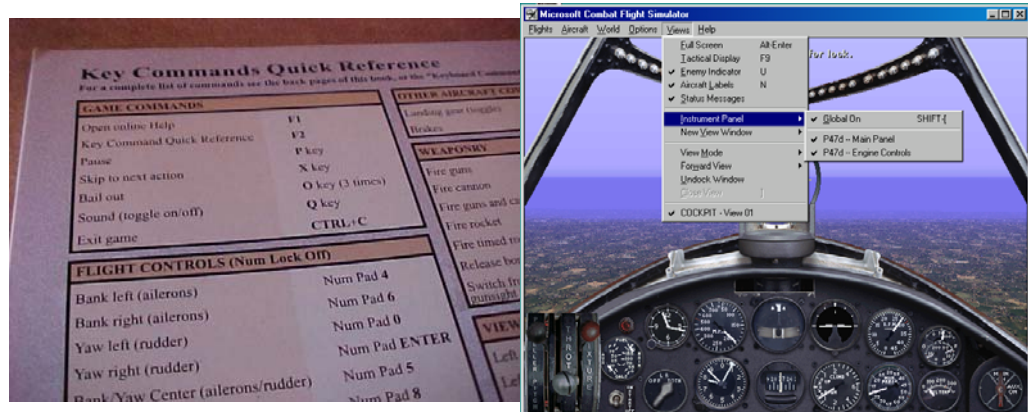 Key Commands Quick Reference
For a complete list of commands see the back pages of this book, or the "Keyboard
GAME COMMANDS
Open online Help F1
Key Command Quick Reference F2
Pause P key
Skip to next action X key
Bail out O key (3 times)
Sound (toggle on/off) Q key
Exit game CTRL+C
FLIGHT CONTROLS (Num Lock Off)
Bank left (ailerons) Num Pad 4
Bank right (ailerons) Num Pad 6
Yaw left (rudder) Num Pad 0
Yaw right (rudder) Num Pad ENTER
Bank/Yaw Center (ailerons/rudder) Num Pad 5
Num Pad 8
OTHER AIRCRAFT
Landing gear (toggle)
Brakes
WEAPONRY
Fire guns
Fire cannon
Fire guns and
Fire rocket
Fire timed
Release
Switch
gunsight
VIEW
Microsoft Combat Flight Simulator
Flights Aircraft World Options Views Help
for lock.
Full Screen Alt-Enter
Tactical Display F9
Enemy Indicator U
Aircraft Labels N
Status Messages
Instrument Panel
New View Window
View Mode
Forward View
Undock Window
Close View ]
COCKPIT - View 01
Global On SHIFT-[
P47d -- Main Panel
P47d -- Engine Controls
THROT
MIXTURE
OFF
CLIMB